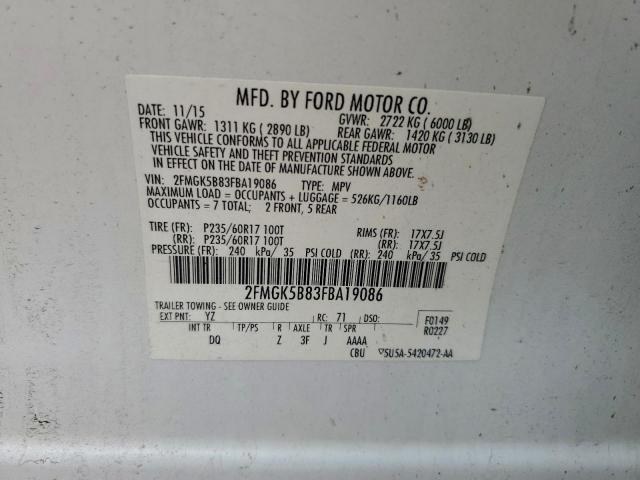 MFD. BY FORD MOTOR CO.
DATE: 11/15 GVWR: 2722 KG ( 6000 LB)
FRONT GAWR: 1311 KG ( 2890 LB) REAR GAWR: 1420 KG ( 3130 LB)
THIS VEHICLE CONFORMS TO ALL APPLICABLE FEDERAL MOTOR
VEHICLE SAFETY AND THEFT PREVENTION STANDARDS
IN EFFECT ON THE DATE OF MANUFACTURE SHOWN ABOVE.
VIN: 2FMGK5B83FBA19086 TYPE: MPV
MAXIMUM LOAD = OCCUPANTS + LUGGAGE = 526KG/1160LB
OCCUPANTS = 7 TOTAL; 2 FRONT, 5 REAR
TIRE (FR): P235/60R17 100T RIMS (FR): 17X7.5J
(RR): P235/60R17 100T (RR): 17X7.5J
PRESSURE (FR): 240 kPa/ 35 PSI COLD (RR): 240 kPa/ 35 PSI COLD
2FMGK5B83FBA19086
TRAILER TOWING - SEE OWNER GUIDE
EXT PNT: YZ RC: 71 DSO: F0149
R0227
INT TR TP/PS R AXLE TR SPR
DQ Z 3F J AAAA
CBU 5U5A-5420472-AA